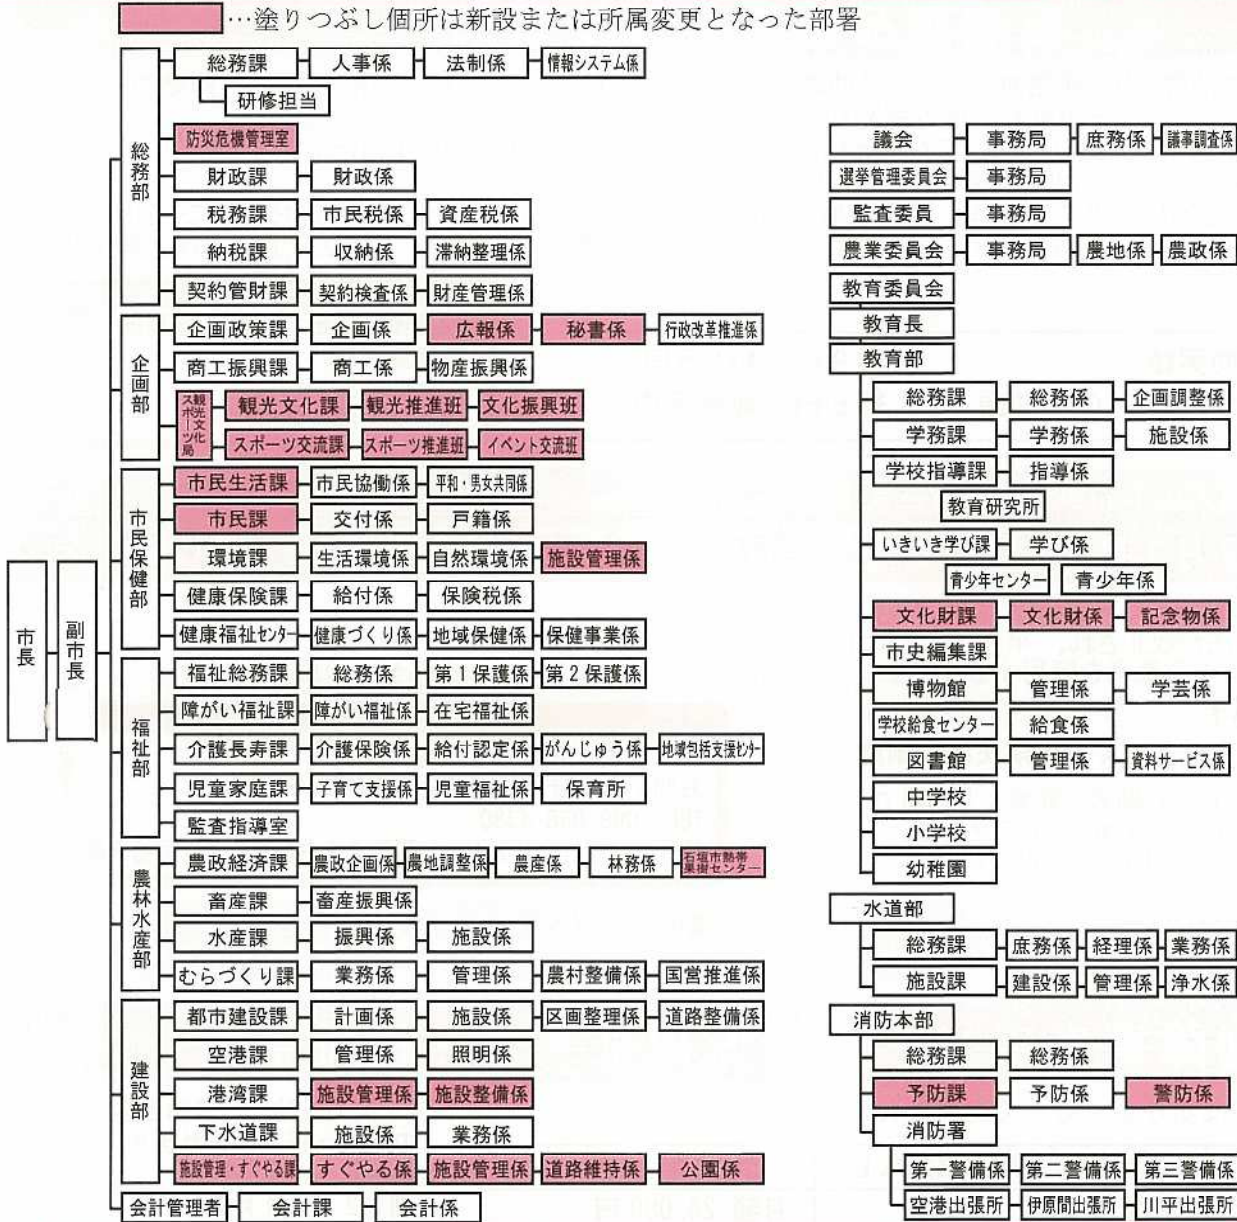 …塗りつぶし個所は新設または所属変更となった部署
市長
副市長
総務部
総務課 人事係 法制係 情報システム係
研修担当
防災危機管理室
財政課 財政係
税務課 市民税係 資産税係
納税課 収納係 滞納整理係
契約管財課 契約検査係 財産管理係
企画部
企画政策課 企画係 広報係 秘書係 行政改革推進係
商工振興課 商工係 物産振興係
観光文化スポーツ局
観光文化課 観光推進班 文化振興班
スポーツ交流課 スポーツ推進班 イベント交流班
市民保健部
市民生活課 市民協働係 平和・男女共同係
市民課 交付係 戸籍係
環境課 生活環境係 自然環境係 施設管理係
健康保険課 給付係 保険税係
健康福祉センター 健康づくり係 地域保健係 保健事業係
福祉部
福祉総務課 総務係 第1保護係 第2保護係
障がい福祉課 障がい福祉係 在宅福祉係
介護長寿課 介護保険係 給付認定係 がんじゅう係 地域包括支援センター
児童家庭課 子育て支援係 児童福祉係 保育所
監査指導室
農林水産部
農政経済課 農政企画係 農地調整係 農産係 林務係 石垣市熱帯果樹センター
畜産課 畜産振興係
水産課 振興係 施設係
むらづくり課 業務係 管理係 農村整備係 国営推進係
建設部
都市建設課 計画係 施設係 区画整理係 道路整備係
空港課 管理係 照明係
港湾課 施設管理係 施設整備係
下水道課 施設係 業務係
施設管理・すぐやる課 すぐやる係 施設管理係 道路維持係 公園係
会計管理者 会計課 会計係
議会 事務局 庶務係 議事調査係
選挙管理委員会 事務局
監査委員 事務局
農業委員会 事務局 農地係 農政係
教育委員会
教育長
教育部
総務課 総務係 企画調整係
学務課 学務係 施設係
学校指導課 指導係
教育研究所
いきいき学び課 学び係
青少年センター 青少年係
文化財課 文化財係 記念物係
市史編集課
博物館 管理係 学芸係
学校給食センター 給食係
図書館 管理係 資料サービス係
中学校
小学校
幼稚園
水道部
総務課 庶務係 経理係 業務係
施設課 建設係 管理係 浄水係
消防本部
総務課 総務係
予防課 予防係 警防係
消防署
第一警備係 第二警備係 第三警備係
空港出張所 伊原間出張所 川平出張所